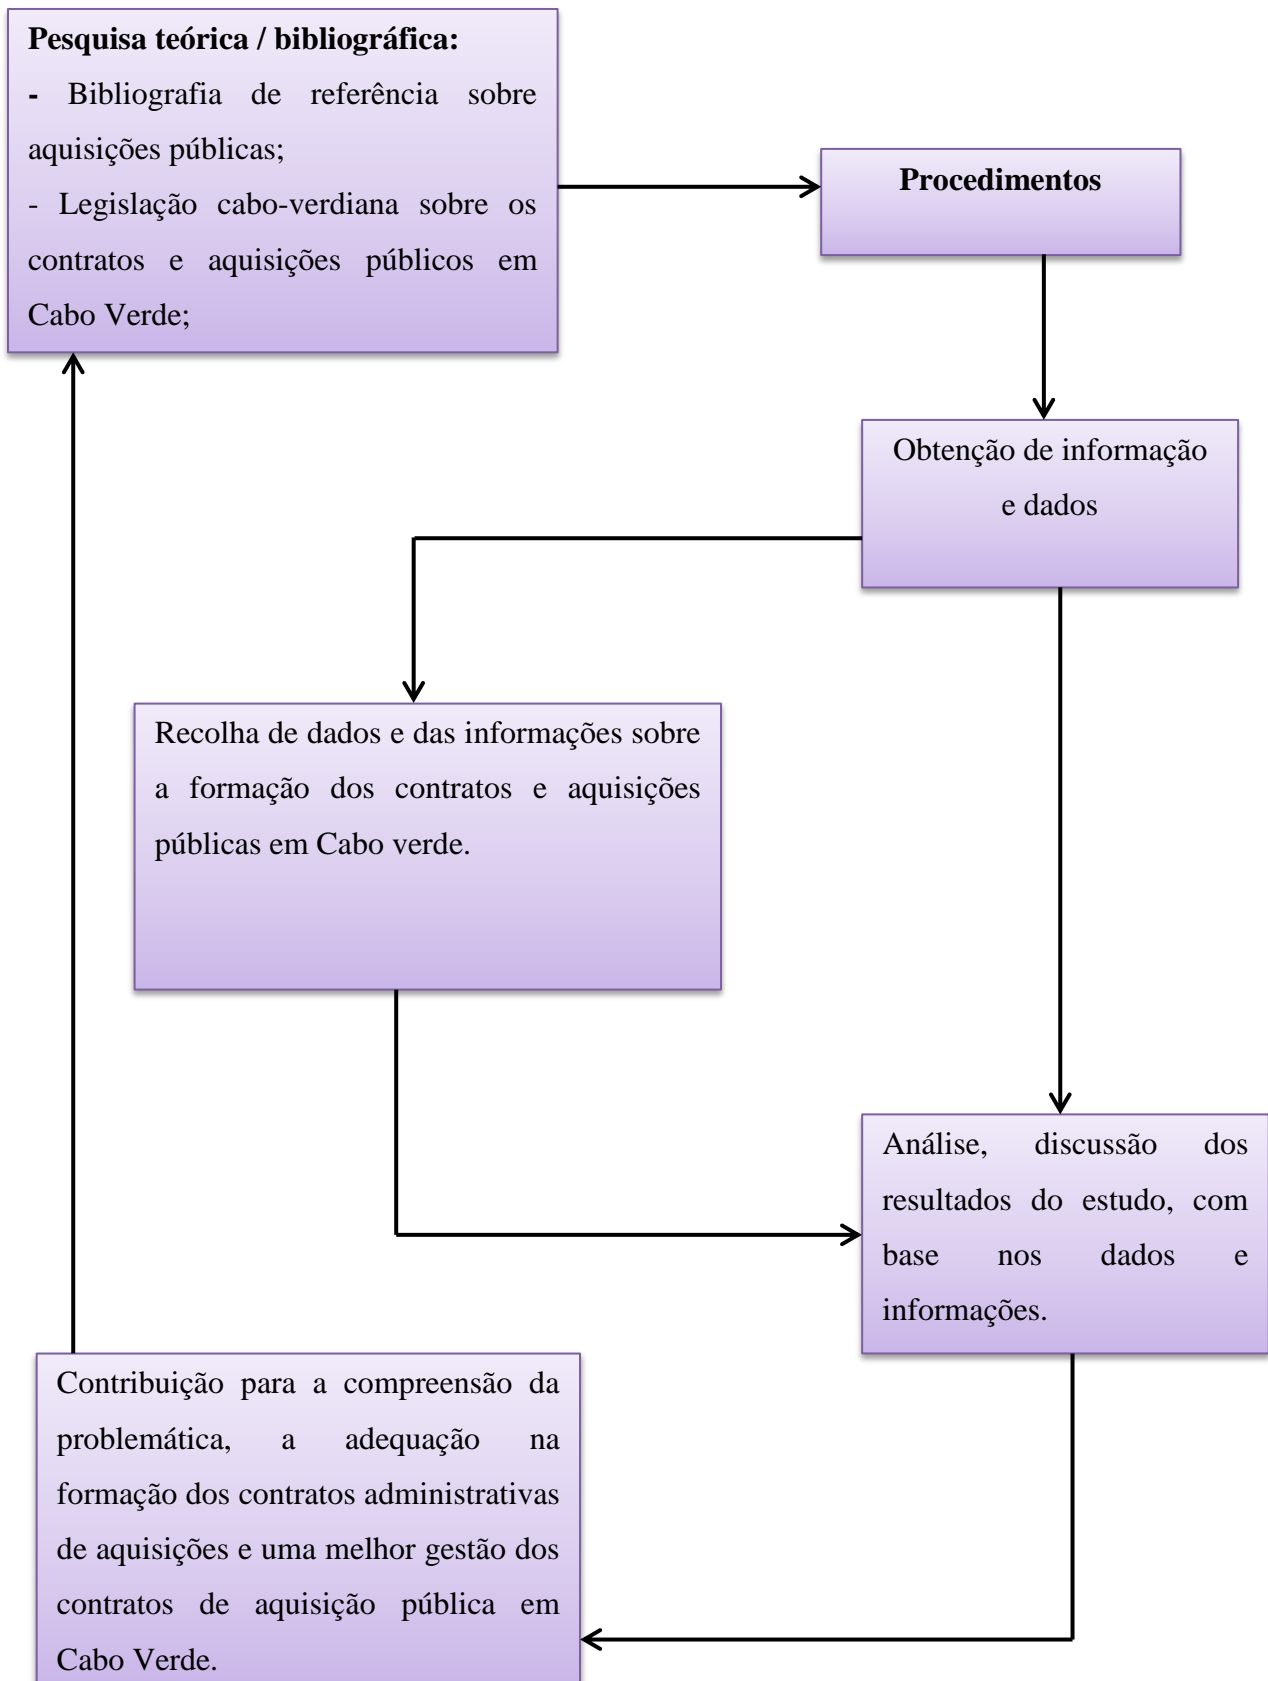 Pesquisa teórica / bibliográfica:
- Bibliografia de referência sobre
aquisições públicas;
- Legislação cabo-verdiana sobre os
contratos e aquisições públicos em
Cabo Verde;
Procedimentos
Obtenção de informação
e dados
Recolha de dados e das informações sobre
a formação dos contratos e aquisições
públicas em Cabo verde.
Análise, discussão dos
resultados do estudo, com
base nos dados e
informações.
Contribuição para a compreensão da
problemática, a adequação na
formação dos contratos administrativas
de aquisições e uma melhor gestão dos
contratos de aquisição pública em
Cabo Verde.